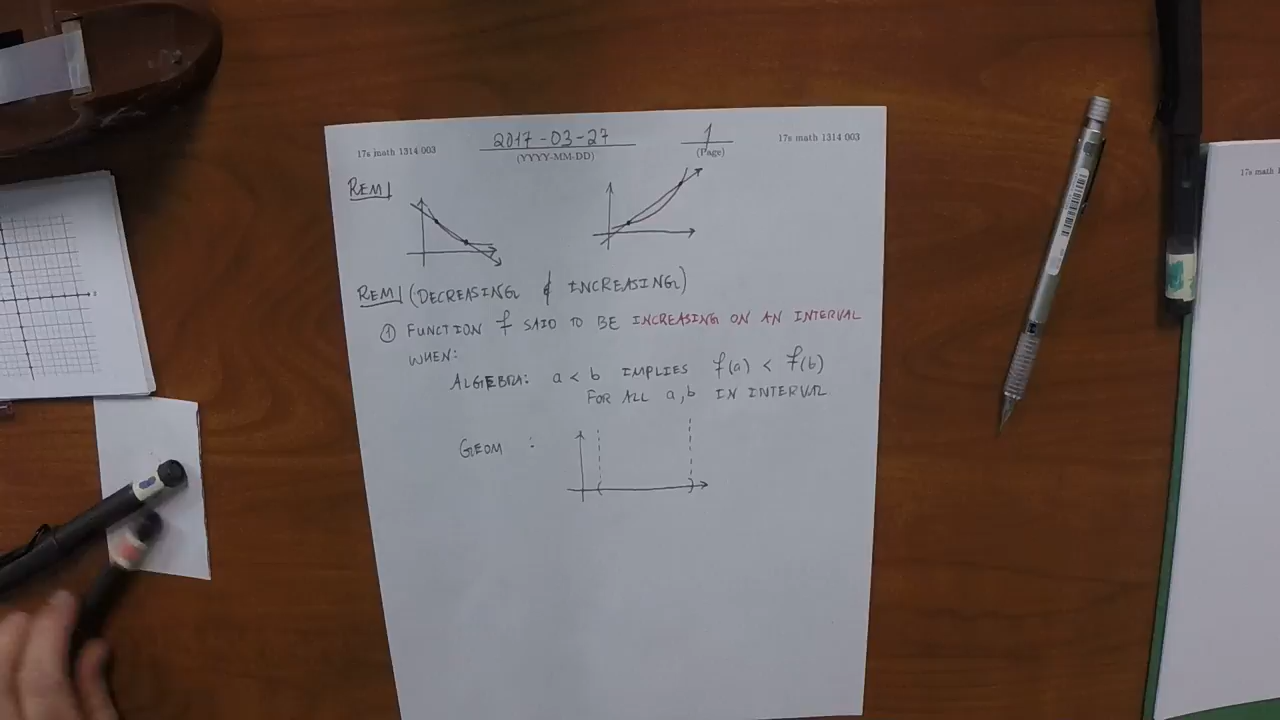 17s math 1314 003
2017-03-27
(YYYY-MM-DD)
1
(Page)
17s math 1314 003
REM
REM (DECREASING & INCREASING)
① FUNCTION f SAID TO BE INCREASING ON AN INTERVAL
WHEN:
ALGEBRA: a < b IMPLIES f(a) < f(b)
FOR ALL a,b IN INTERVAL
GEOM :
17s math 1